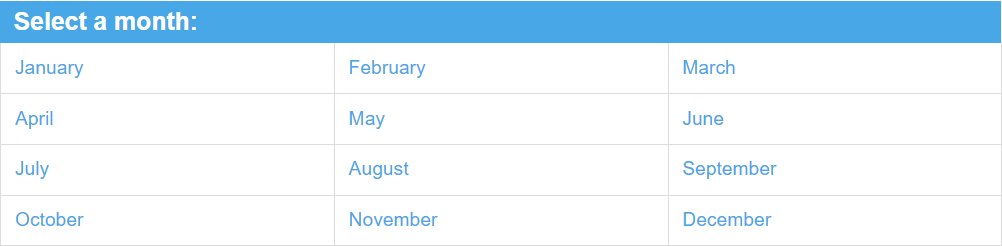 Select a month:
January February March
April May June
July August September
October November December